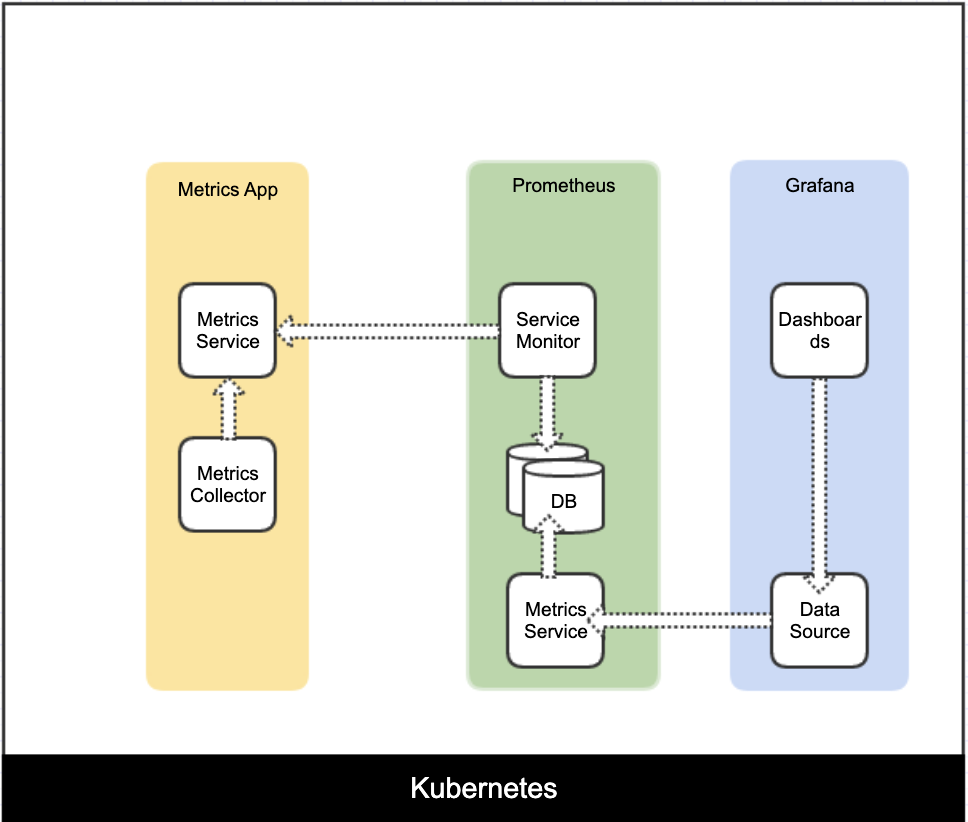 Metrics App
Prometheus
Grafana
Metrics
Service
Service
Monitor
Dashboar
ds
Metrics
Collector
DB
Metrics
Service
Data
Source
Kubernetes